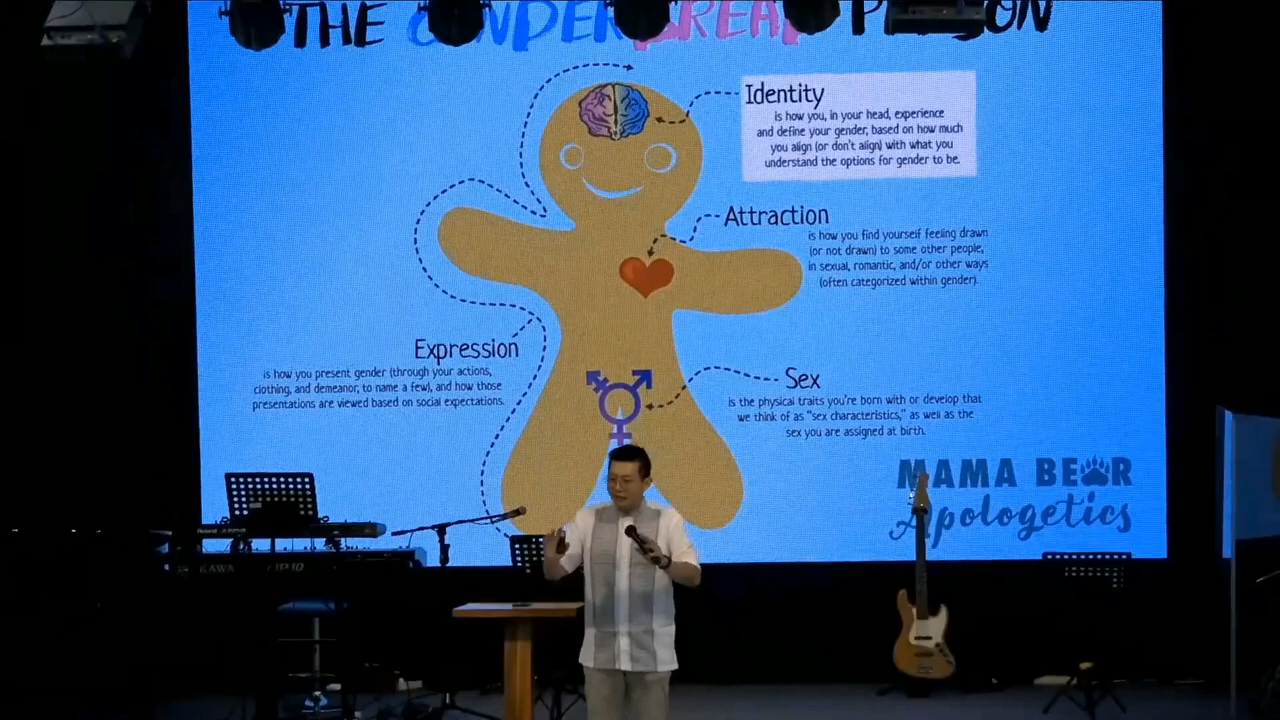 THE GENDERBREAD PERSON
Identity
is how you, in your head, experience
and define your gender, based on how much
you align (or don't align) with what you
understand the options for gender to be.
Attraction
is how you find yourself feeling drawn
(or not drawn) to some other people,
in sexual, romantic, and/or other ways
(often categorized within gender).
Expression
is how you present gender (through your actions,
clothing, and demeanor, to name a few), and how those
presentations are viewed based on social expectations.
Sex
is the physical traits you're born with or develop that
we think of as "sex characteristics," as well as the
sex you are assigned at birth.
MAMA BEAR
Apologetics
Roland
KAWAI